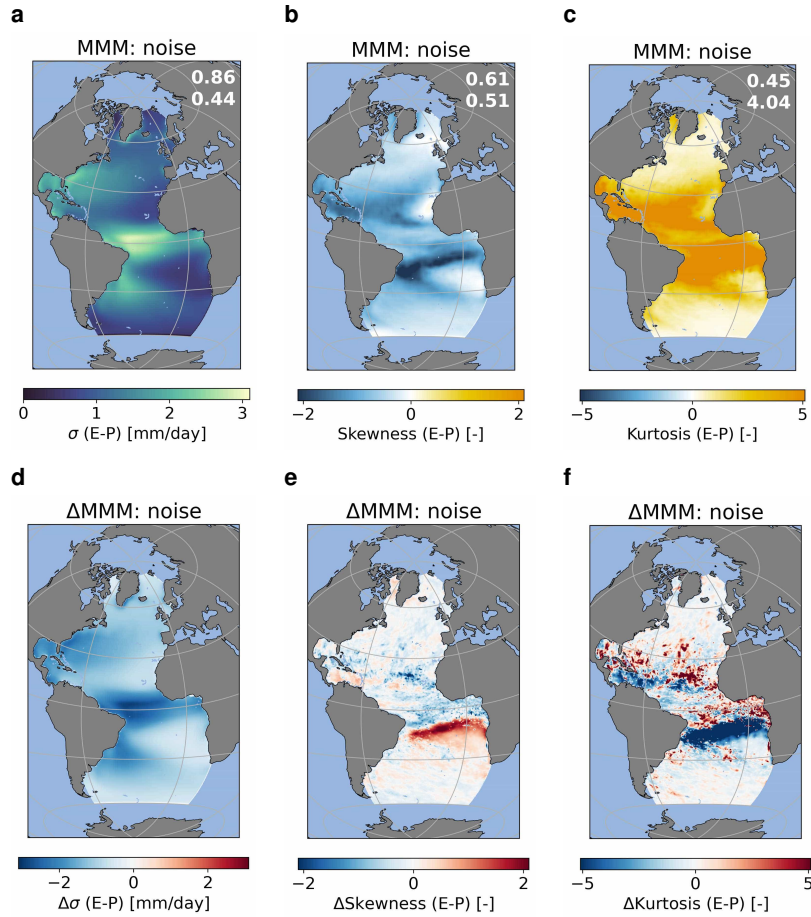 a
b
c
MMM: noise
MMM: noise
MMM: noise
0.86
0.44
0.61
0.51
0.45
4.04
0 1 2 3
σ (E-P) [mm/day]
−2 0 2
Skewness (E-P) [-]
−5 0 5
Kurtosis (E-P) [-]
d
e
f
ΔMMM: noise
ΔMMM: noise
ΔMMM: noise
−2 0 2
Δσ (E-P) [mm/day]
−2 0 2
ΔSkewness (E-P) [-]
−5 0 5
ΔKurtosis (E-P) [-]